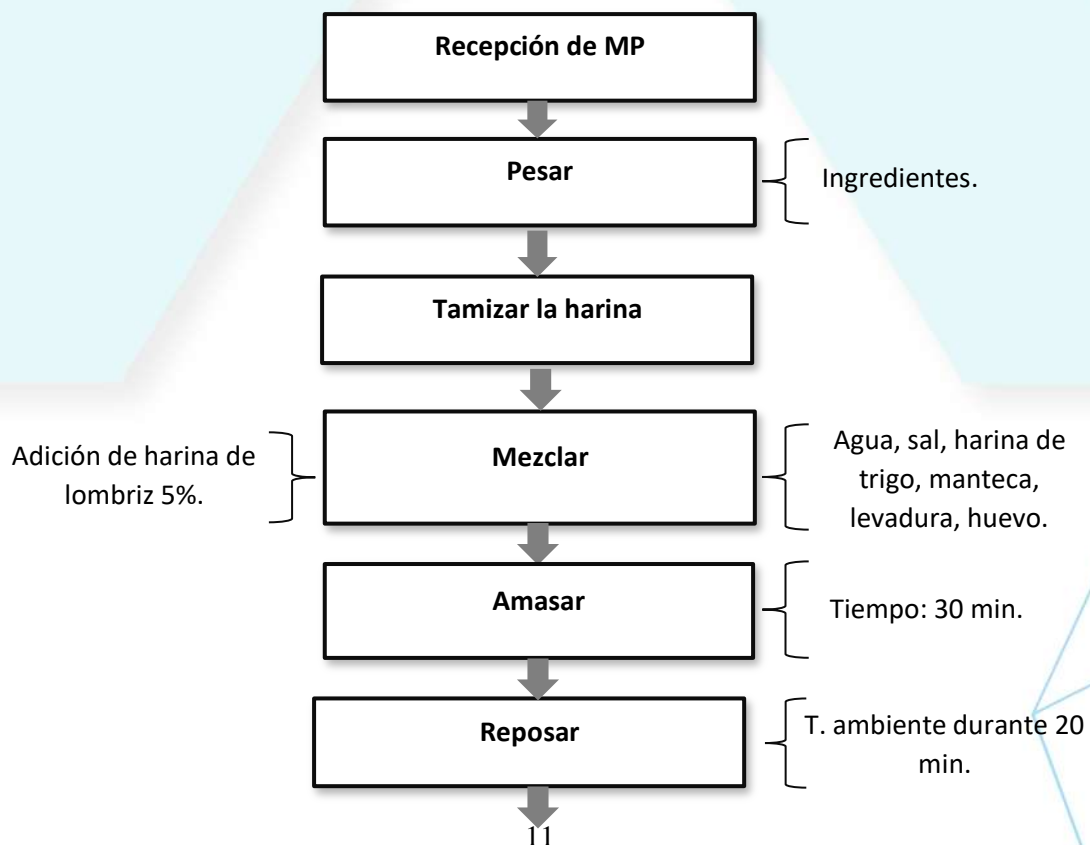 Recepción de MP
Pesar
Ingredientes.
Tamizar la harina
Adición de harina de
lombriz 5%.
Mezclar
Agua, sal, harina de
trigo, manteca,
levadura, huevo.
Amasar
Tiempo: 30 min.
Reposar
T. ambiente durante 20
min.
11